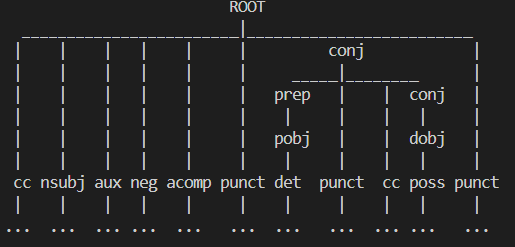 ROOT
conj
prep conj
pobj dobj
cc nsubj aux neg acomp punct det punct cc poss punct
... ... ... ... ... ... ... ... ... ... ...